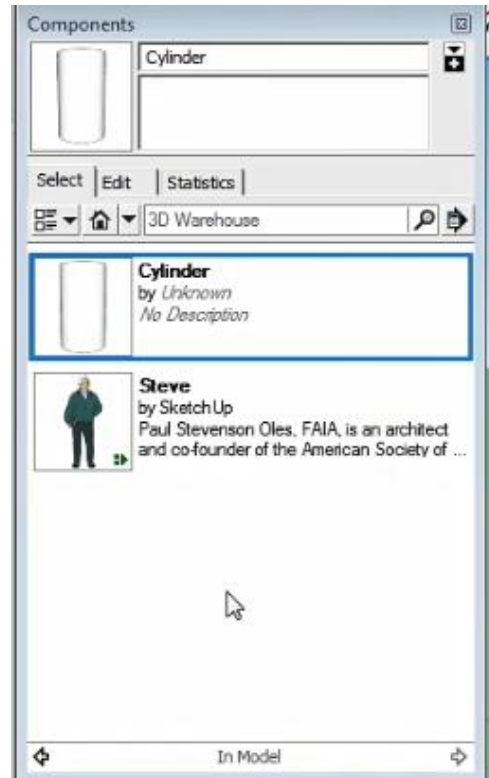 Components
Cylinder
Select Edit Statistics
3D Warehouse
Cylinder
by Unknown
No Description
Steve
by SketchUp
Paul Stevenson Oles, FAIA, is an architect
and co-founder of the American Society of ...
In Model